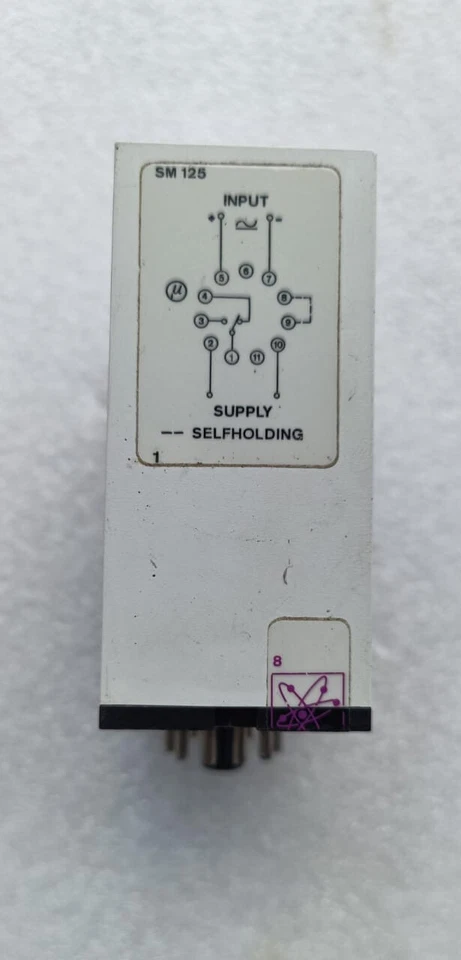 SM 125
INPUT
+ ≂ -
5 6 7
μ 4 8
3 9
2 10
1 11
SUPPLY
-- SELFHOLDING
1
8